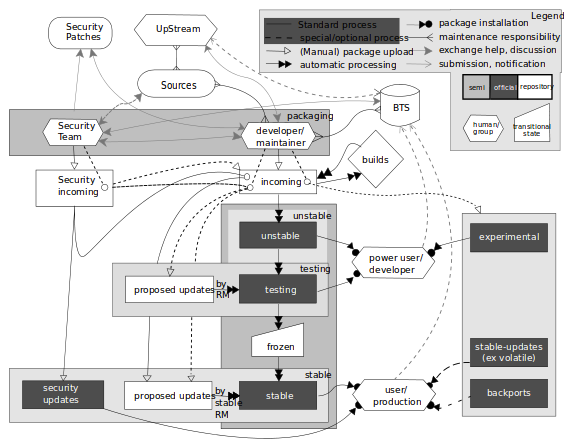 Security
Patches
UpStream
Legend
Standard process
package installation
special/optional process
maintenance responsibility
(Manual) package upload
exchange help, discussion
automatic processing
submission, notification
Sources
semi
official
repository
BTS
packaging
Security
Team
developer/
maintainer
human/
group
transitional
state
builds
Security
incoming
incoming
unstable
unstable
experimental
power user/
developer
testing
proposed updates
by
RM
testing
frozen
stable-updates
(ex volatile)
stable
security
updates
proposed updates
by
stable
RM
stable
user/
production
backports